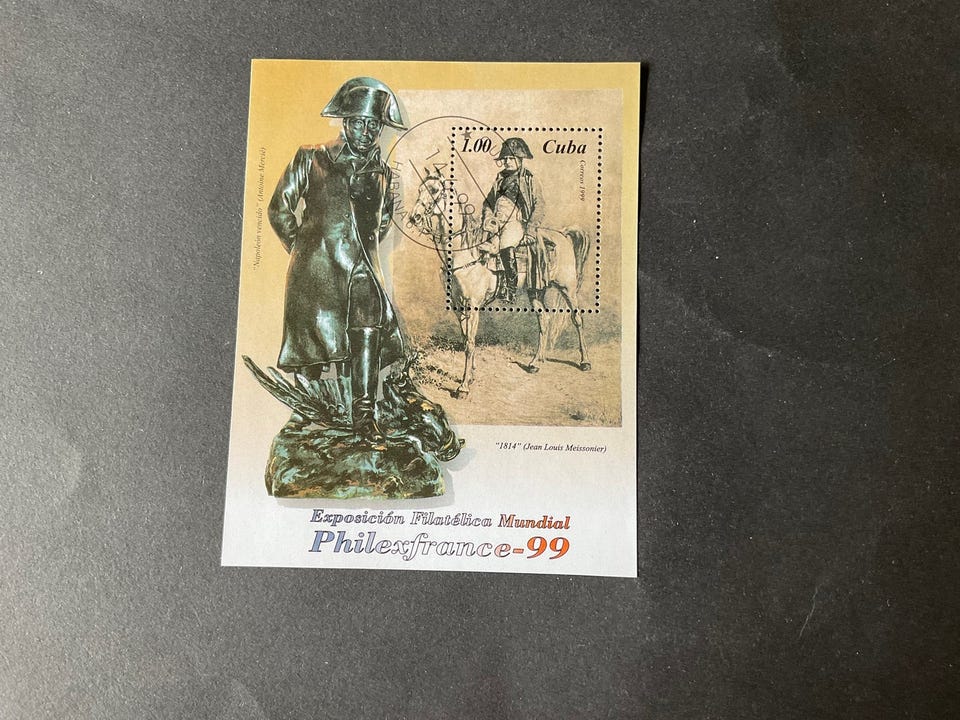 1.00 Cuba
Correos 1999
HABANA
"Napoleón vencido" (Antoine Mercié)
"1814" (Jean Louis Meissonier)
Exposición Filatélica Mundial
Philexfrance-99